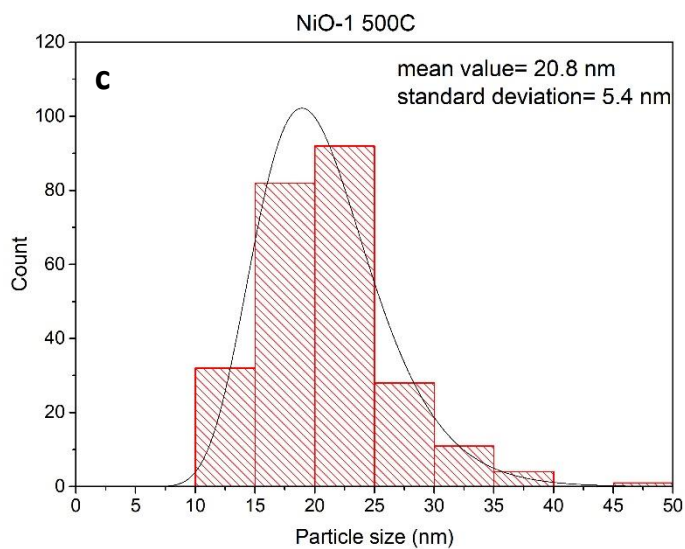 NiO-1 500C
c
mean value= 20.8 nm
standard deviation= 5.4 nm
120
100
80
60
40
20
0
Count
0 5 10 15 20 25 30 35 40 45 50
Particle size (nm)